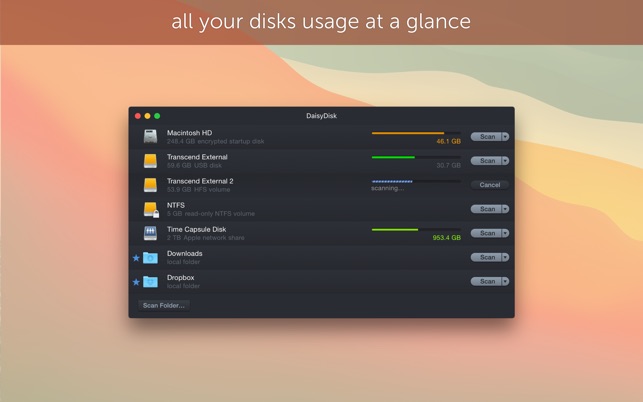 all your disks usage at a glance
DaisyDisk
Macintosh HD
248.4 GB encrypted startup disk
46.1 GB
Scan
Transcend External
59.6 GB USB disk
30.7 GB
Scan
Transcend External 2
33.9 GB HFS volume
scanning...
Cancel
NTFS
5 GB read-only NTFS volume
Scan
Time Capsule Disk
2 TB Apple network share
953.4 GB
Scan
Downloads
local folder
Scan
Dropbox
local folder
Scan
Scan Folder...